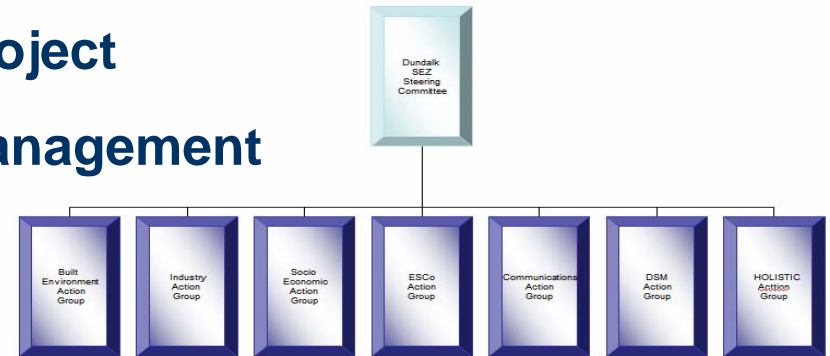 oject
anagement
Dundalk
SEZ
Steering
Committee
Built
Environment
Action
Group
Industry
Action
Group
Socio
Economic
Action
Group
ESCo
Action
Group
Communications
Action
Group
DSM
Action
Group
HOLISTIC
Action
Group